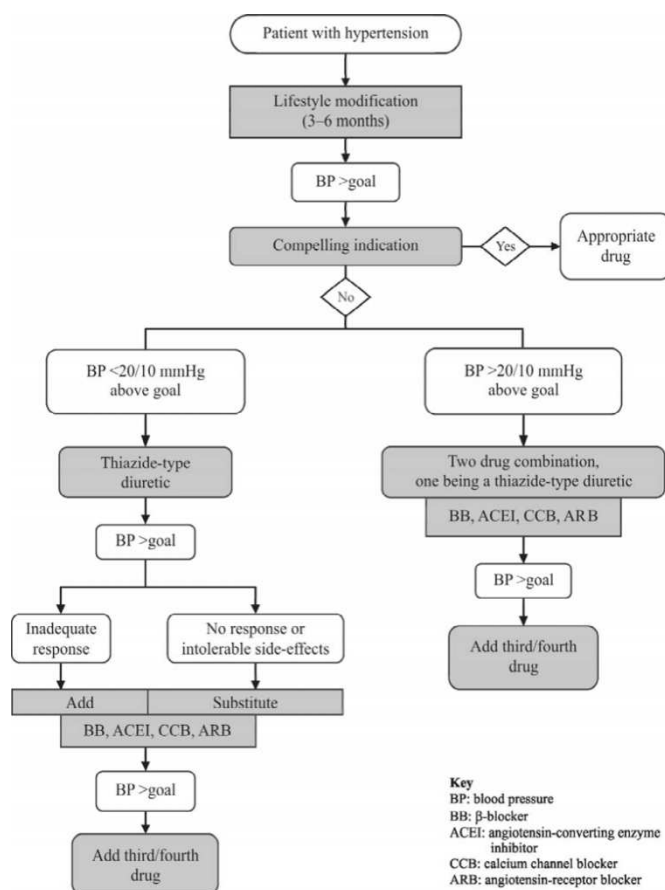 Patient with hypertension
Lifestyle modification
(3–6 months)
BP >goal
Compelling indication
Yes
Appropriate
drug
No
BP <20/10 mmHg
above goal
BP >20/10 mmHg
above goal
Thiazide-type
diuretic
Two drug combination,
one being a thiazide-type diuretic
BB, ACEI, CCB, ARB
BP >goal
BP >goal
Inadequate
response
No response or
intolerable side-effects
Add third/fourth
drug
Add
Substitute
BB, ACEI, CCB, ARB
BP >goal
Add third/fourth
drug
Key
BP: blood pressure
BB: β-blocker
ACEI: angiotensin-converting enzyme
inhibitor
CCB: calcium channel blocker
ARB: angiotensin-receptor blocker